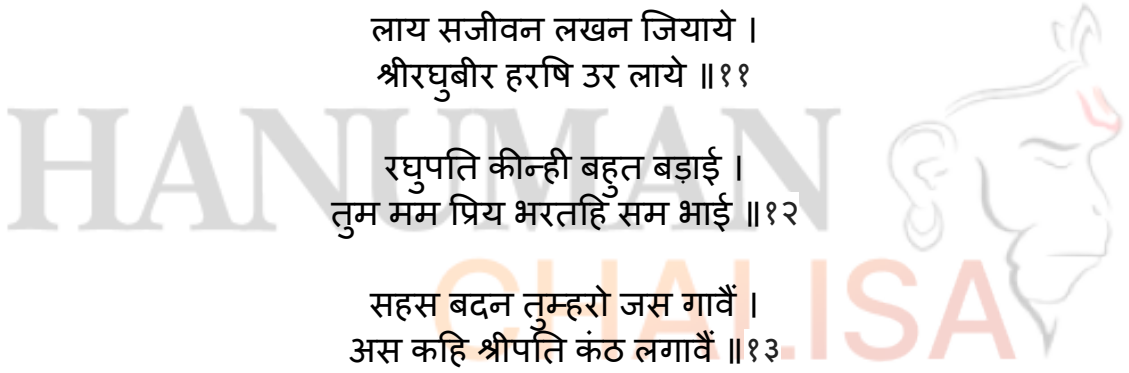 लाय सजीवन लखन जियाये ।
श्रीरघुबीर हरषि उर लाये ॥११
रघुपति कीन्ही बहुत बड़ाई ।
तुम मम प्रिय भरतहि सम भाई ॥१२
सहस बदन तुम्हरो जस गावैं ।
अस कहि श्रीपति कंठ लगावैं ॥१३
HANUMAN
CHALISA